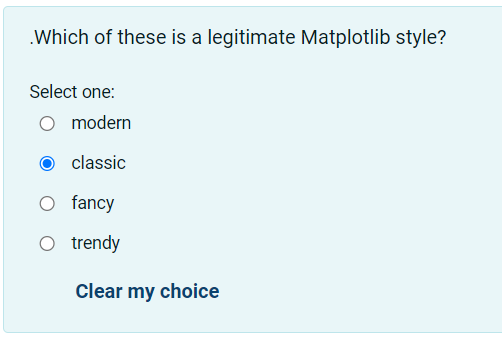 .Which of these is a legitimate Matplotlib style?
Select one:
modern
classic
fancy
trendy
Clear my choice